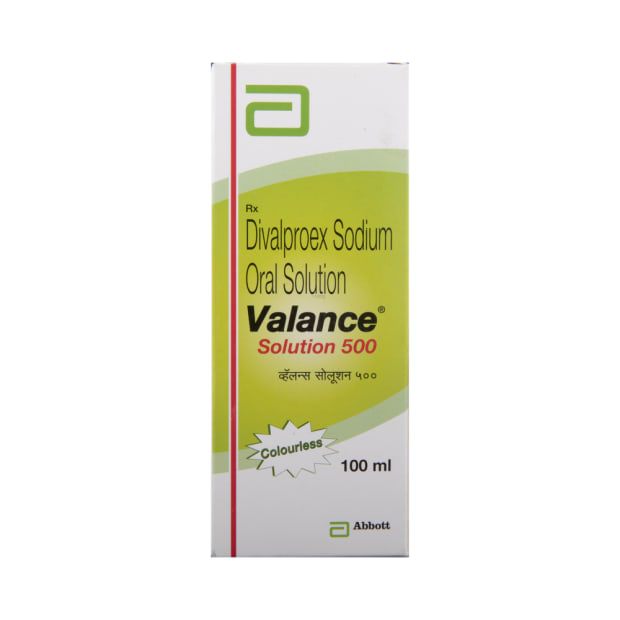 Rx
Divalproex Sodium
Oral Solution
Valance®
Solution 500
व्हॅलन्स सोलूशन ५००
Colourless
100 ml
Abbott